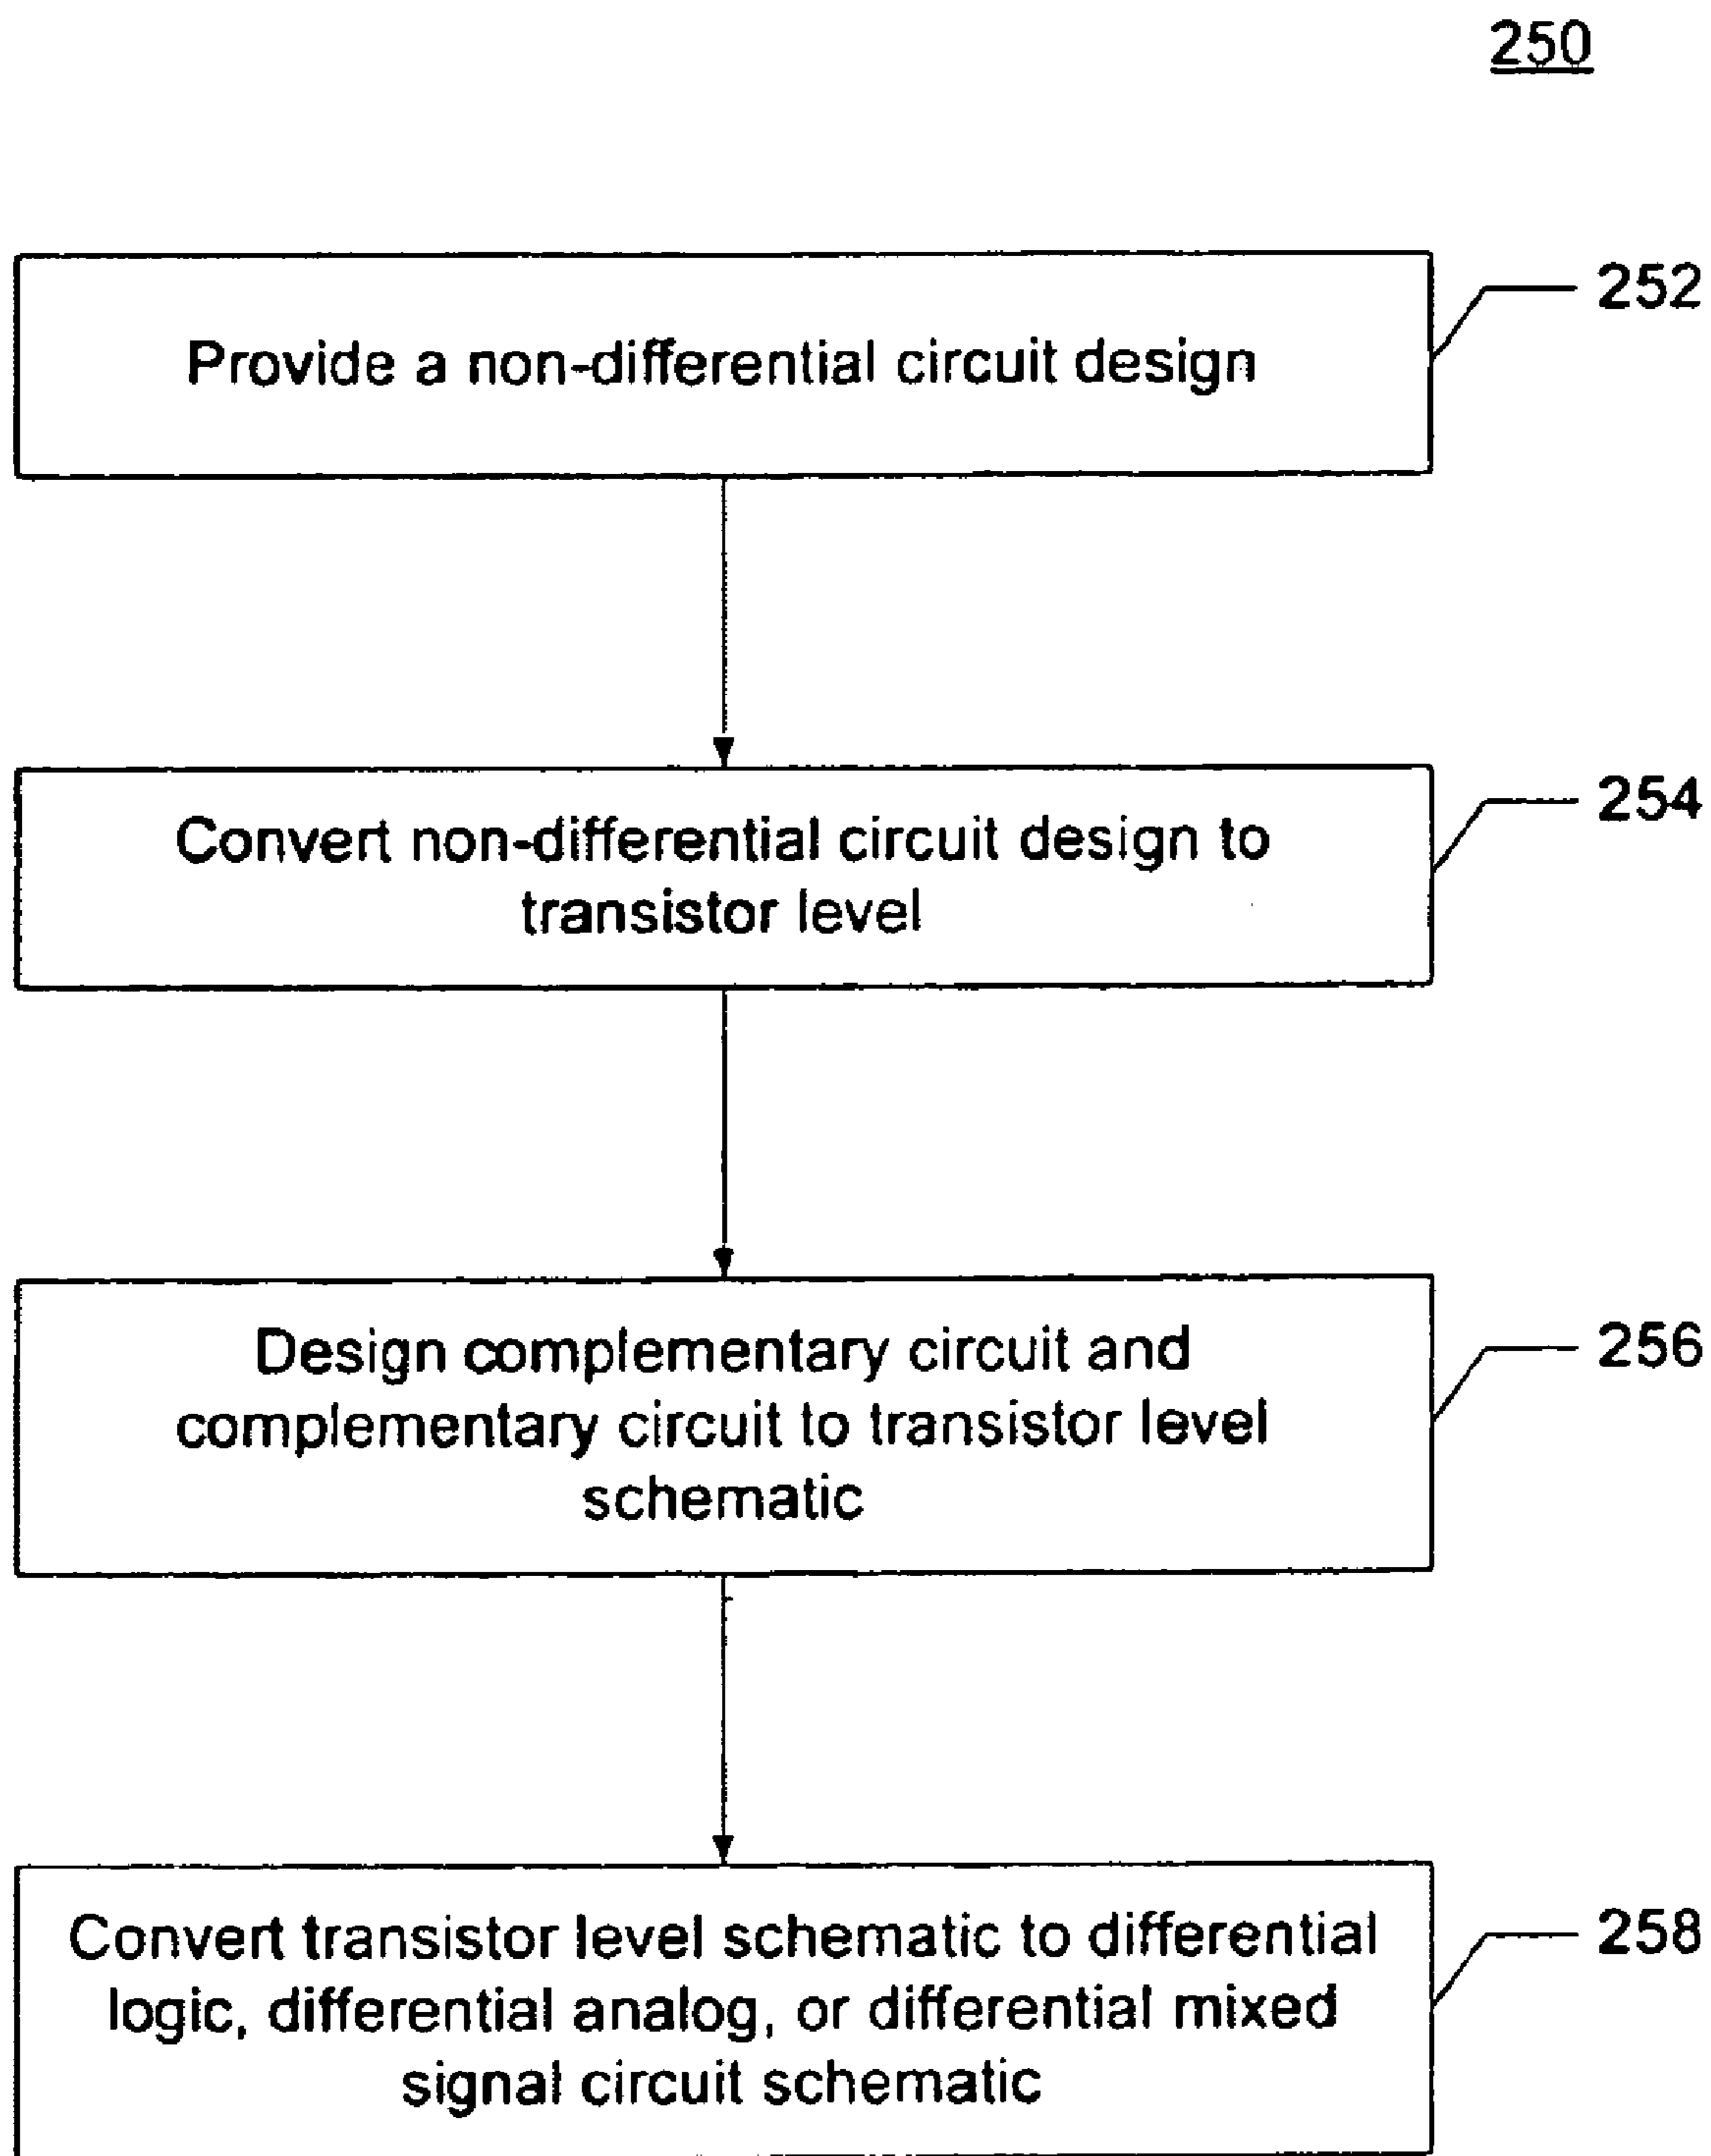 250
Provide a non-differential circuit design
252
Convert non-differential circuit design to
transistor level
254
Design complementary circuit and
complementary circuit to transistor level
schematic
256
Convert transistor level schematic to differential
logic, differential analog, or differential mixed
signal circuit schematic
258